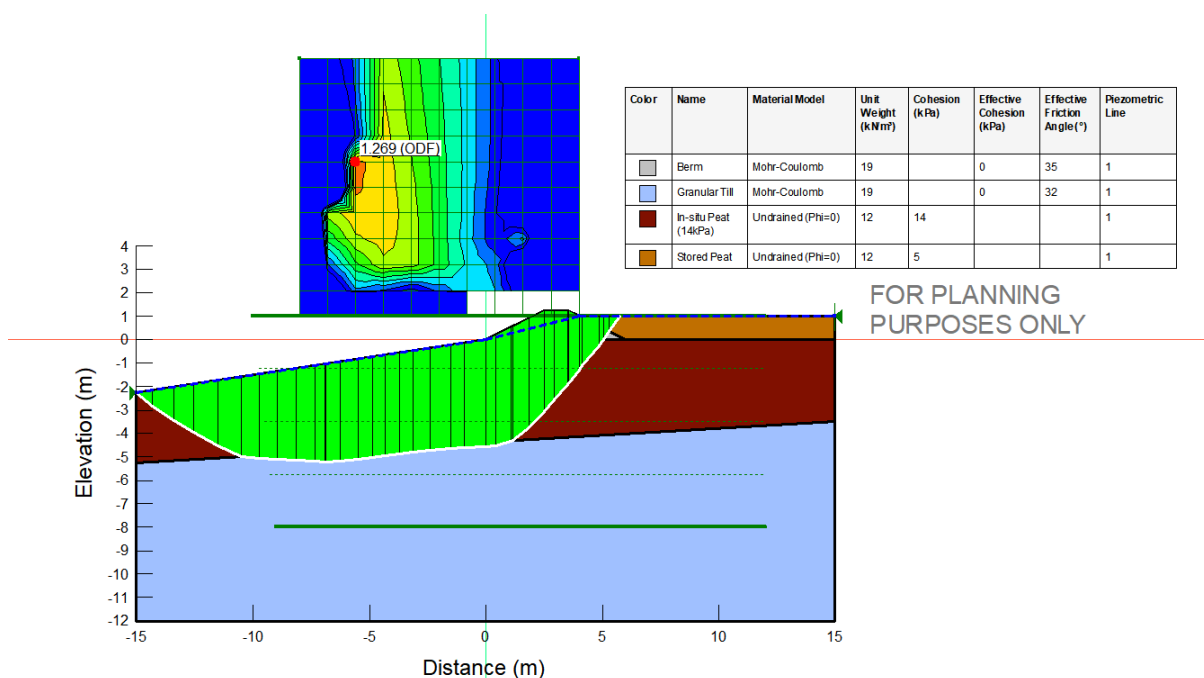 1.269 (ODF)
Color Name Material Model Unit Weight (kN/m³) Cohesion (kPa) Effective Cohesion (kPa) Effective Friction Angle (°) Piezometric Line
Berm Mohr-Coulomb 19 0 35 1
Granular Till Mohr-Coulomb 19 0 32 1
In-situ Peat (14kPa) Undrained (Phi=0) 12 14 1
Stored Peat Undrained (Phi=0) 12 5 1
FOR PLANNING
PURPOSES ONLY
Elevation (m)
4
3
2
1
0
-1
-2
-3
-4
-5
-6
-7
-8
-9
-10
-11
-12
-15 -10 -5 0 5 10 15
Distance (m)